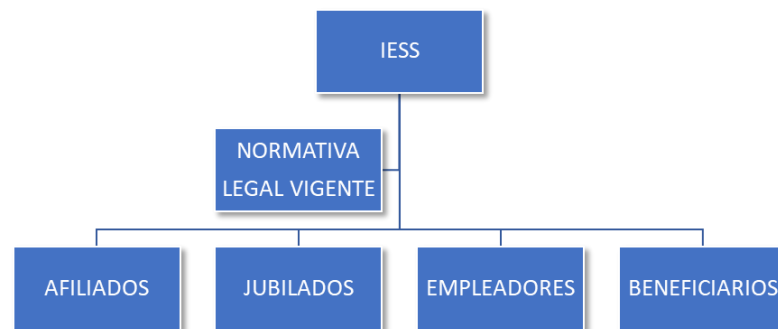 IESS
NORMATIVA
LEGAL VIGENTE
AFILIADOS
JUBILADOS
EMPLEADORES
BENEFICIARIOS